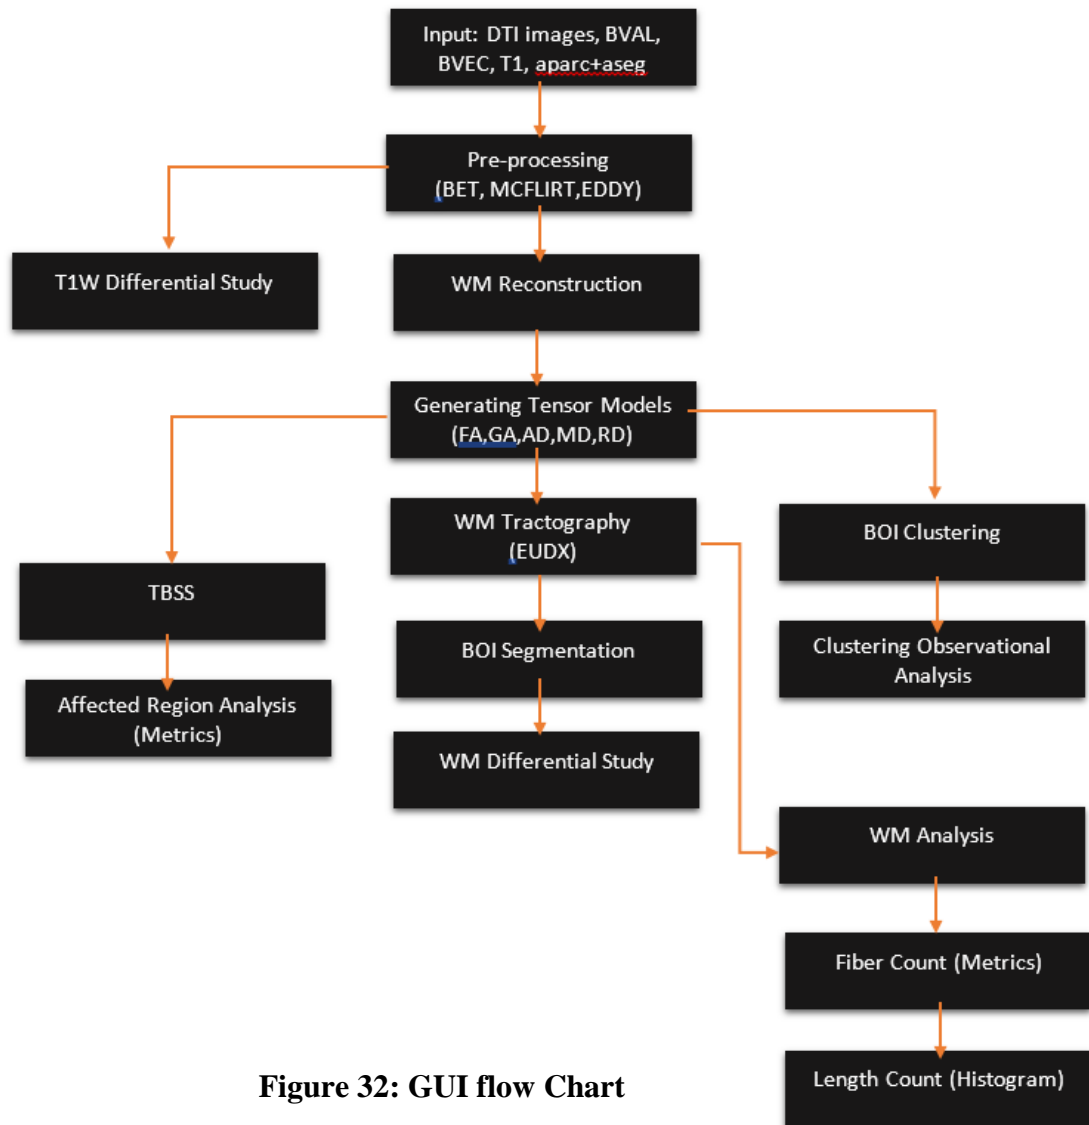 Input: DTI images, BVAL,
BVEC, T1, aparc+aseg
Pre-processing
(BET, MCFLIRT,EDDY)
T1W Differential Study
WM Reconstruction
Generating Tensor Models
(FA,GA,AD,MD,RD)
WM Tractography
(EUDX)
BOI Clustering
TBSS
BOI Segmentation
Clustering Observational
Analysis
Affected Region Analysis
(Metrics)
WM Differential Study
WM Analysis
Fiber Count (Metrics)
Length Count (Histogram)
Figure 32: GUI flow Chart